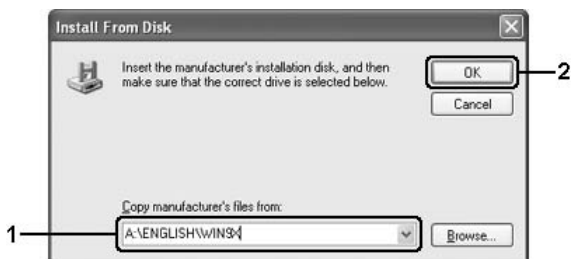 Install From Disk
Insert the manufacturer's installation disk, and then
make sure that the correct drive is selected below.
OK
2
Cancel
Copy manufacturer's files from:
1
A:\ENGLISH\WIN9X
Browse...